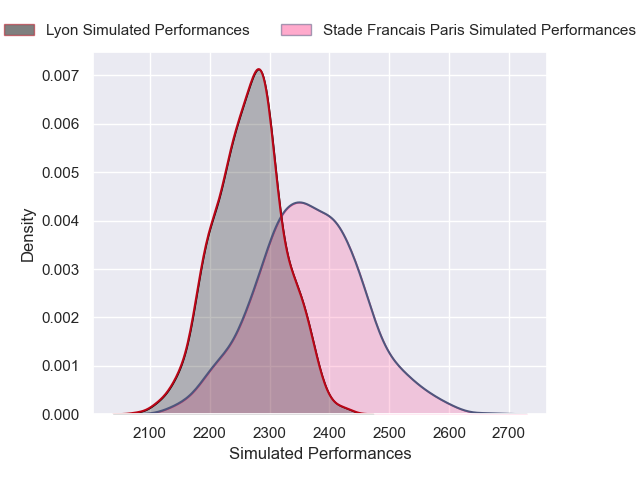 Lyon Simulated Performances
Stade Francais Paris Simulated Performances
0.007
0.006
0.005
0.004
0.003
0.002
0.001
0.000
Density
2100 2200 2300 2400 2500 2600 2700
Simulated Performances